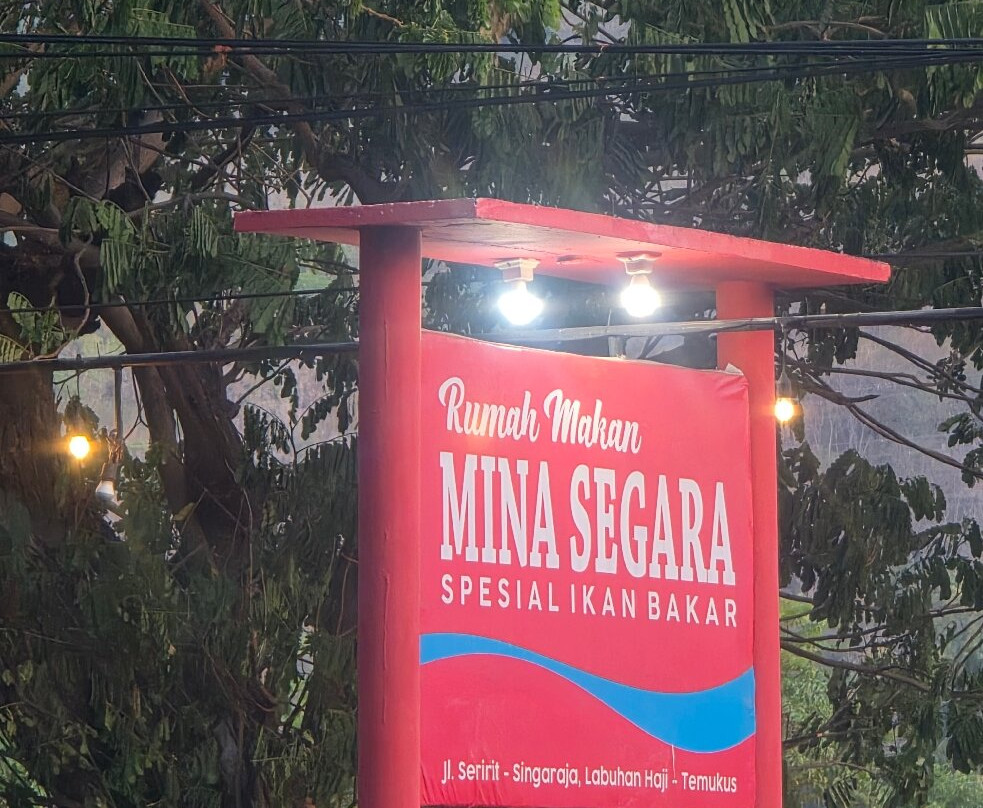 Rumah Makan
MINA SEGARA
SPESIAL IKAN BAKAR
Jl. Seririt - Singaraja, Labuhan Haji - Temukus